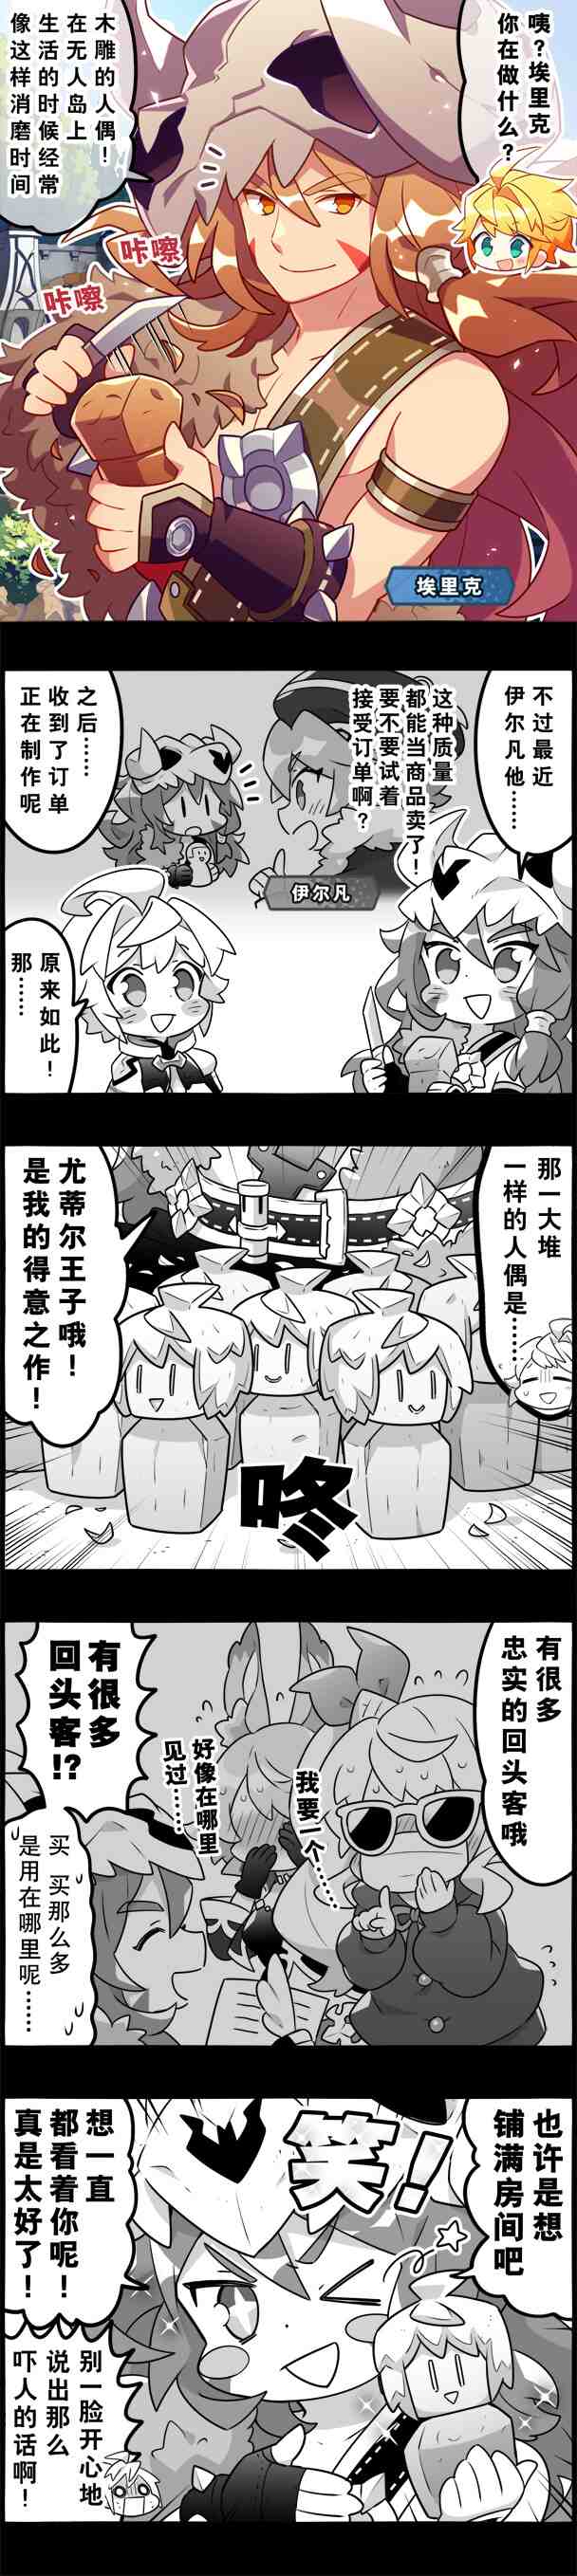 咦？埃里克
你在做什么？
木雕的人偶！
在无人岛上
生活的时候经常
像这样消磨时间
咔嚓
咔嚓
埃里克
不过最近
伊尔凡他……
这种质量
都能当商品卖了！
要不要试着
接受订单啊？
伊尔凡
之后……
收到了订单
正在制作呢
原来如此！
那……
那一大堆
一样的人偶是……
尤蒂尔王子哦！
是我的得意之作！
咚
有很多
忠实的回头客哦
我要一个……
好像在哪里
见过……
有很多
回头客！？
买 买那么多
是用在哪里呢……
也许是想
铺满房间吧
笑！
想一直
都看着你呢！
真是太好了！
别一脸开心地
说出那么
吓人的话啊！